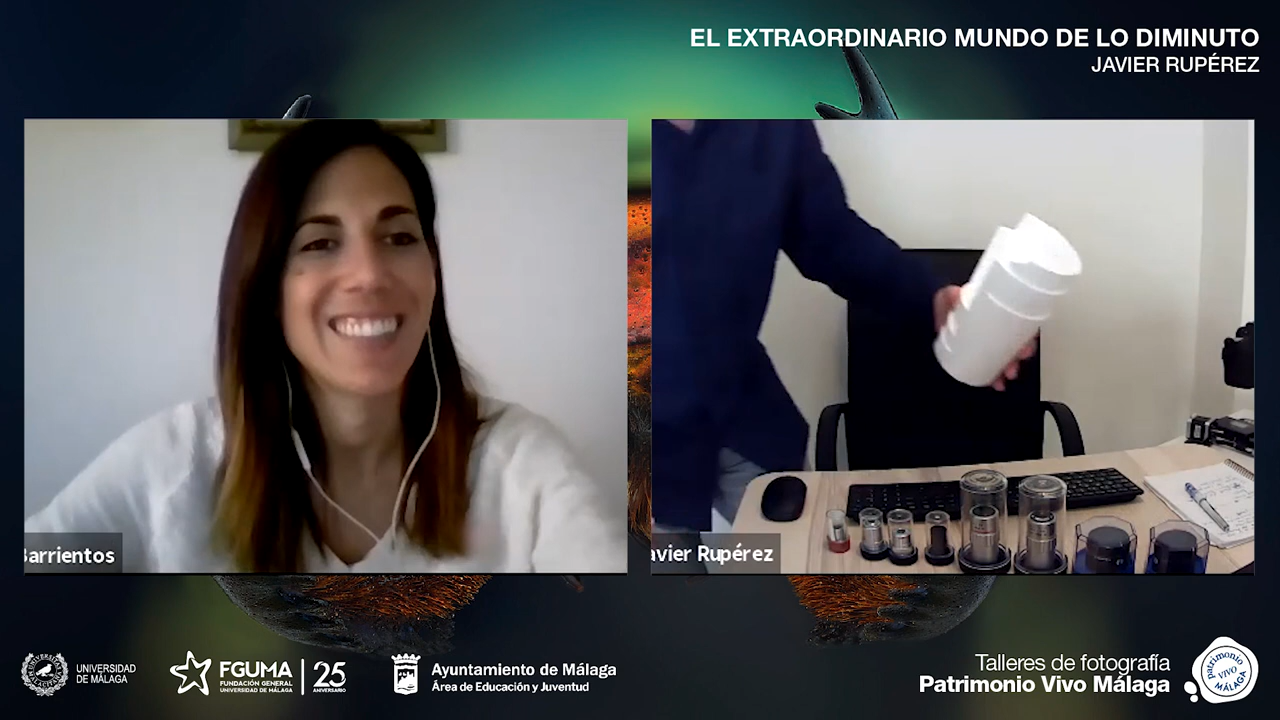 EL EXTRAORDINARIO MUNDO DE LO DIMINUTO
JAVIER RUPÉREZ
Barrientos
avier Rupérez
UNIVERSIDAD
DE MÁLAGA
FGUMA
FUNDACIÓN GENERAL
UNIVERSIDAD DE MÁLAGA
25
ANIVERSARIO
Ayuntamiento de Málaga
Área de Educación y Juventud
Talleres de fotografía
Patrimonio Vivo Málaga
patrimonio
VIVO
MÁLAGA